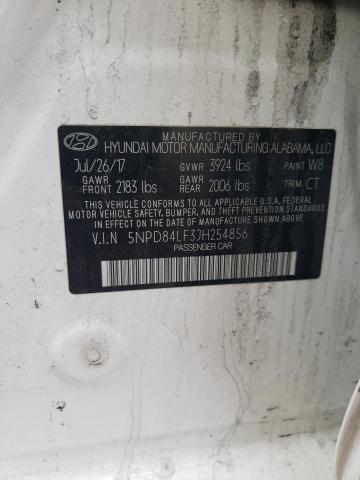 MANUFACTURED BY
HYUNDAI MOTOR MANUFACTURING ALABAMA, LLC
Jul/26/17 GVWR 3924 lbs PAINT W8
GAWR FRONT 2183 lbs GAWR REAR 2006 lbs TRIM CT
THIS VEHICLE CONFORMS TO ALL APPLICABLE U.S.A. FEDERAL
MOTOR VEHICLE SAFETY, BUMPER, AND THEFT PREVENTION STANDARDS
IN EFFECT ON THE DATE OF MANUFACTURE SHOWN ABOVE.
V.I.N 5NPD84LF3JH254856
PASSENGER CAR